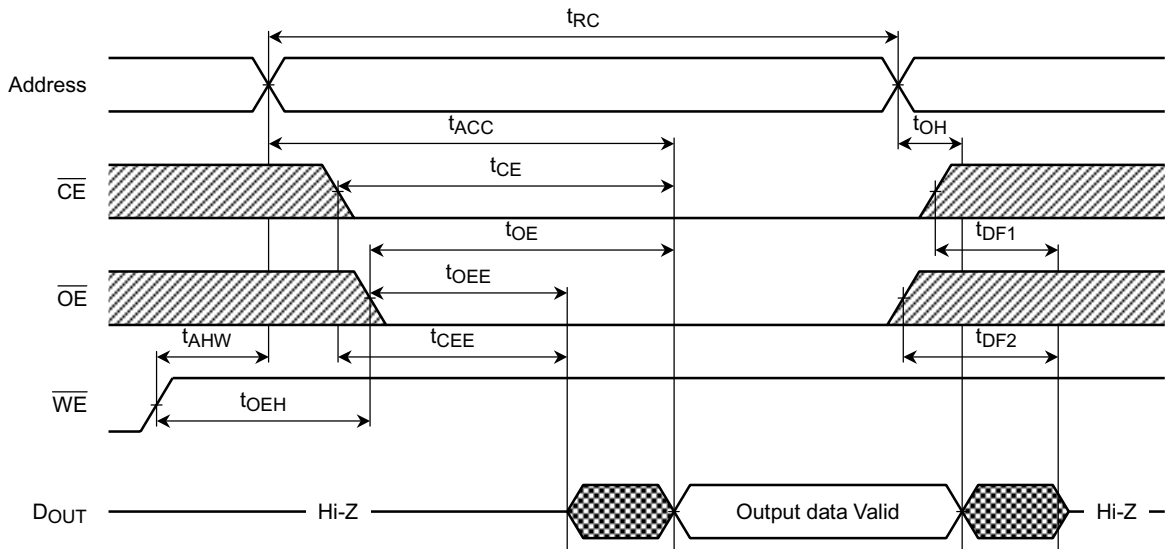 tRC
Address
tACC
tOH
CE
tCE
tOE
tDF1
OE
tOEE
tAHW
tCEE
tDF2
WE
tOEH
DOUT
Hi-Z
Output data Valid
Hi-Z